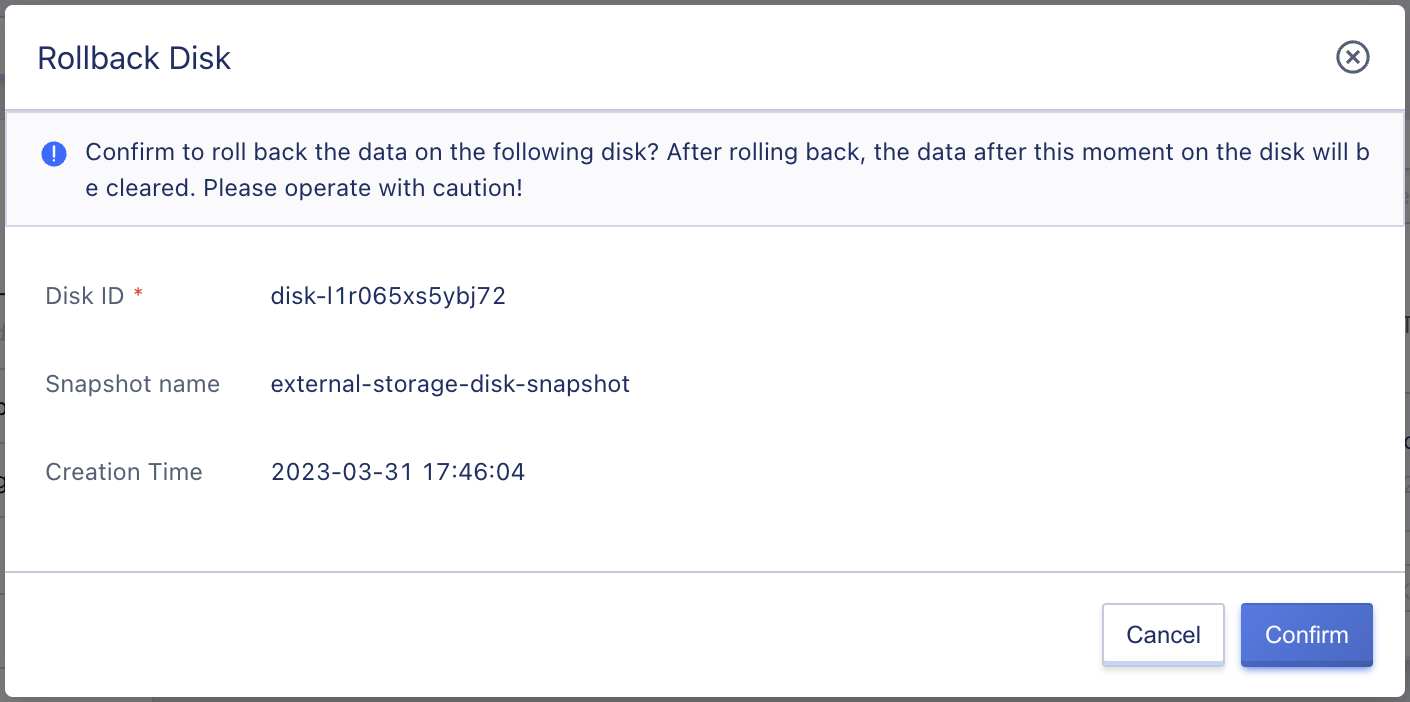 Rollback Disk
Confirm to roll back the data on the following disk? After rolling back, the data after this moment on the disk will b
e cleared. Please operate with caution!
Disk ID *
disk-l1r065xs5ybj72
Snapshot name
external-storage-disk-snapshot
Creation Time
2023-03-31 17:46:04
Cancel
Confirm